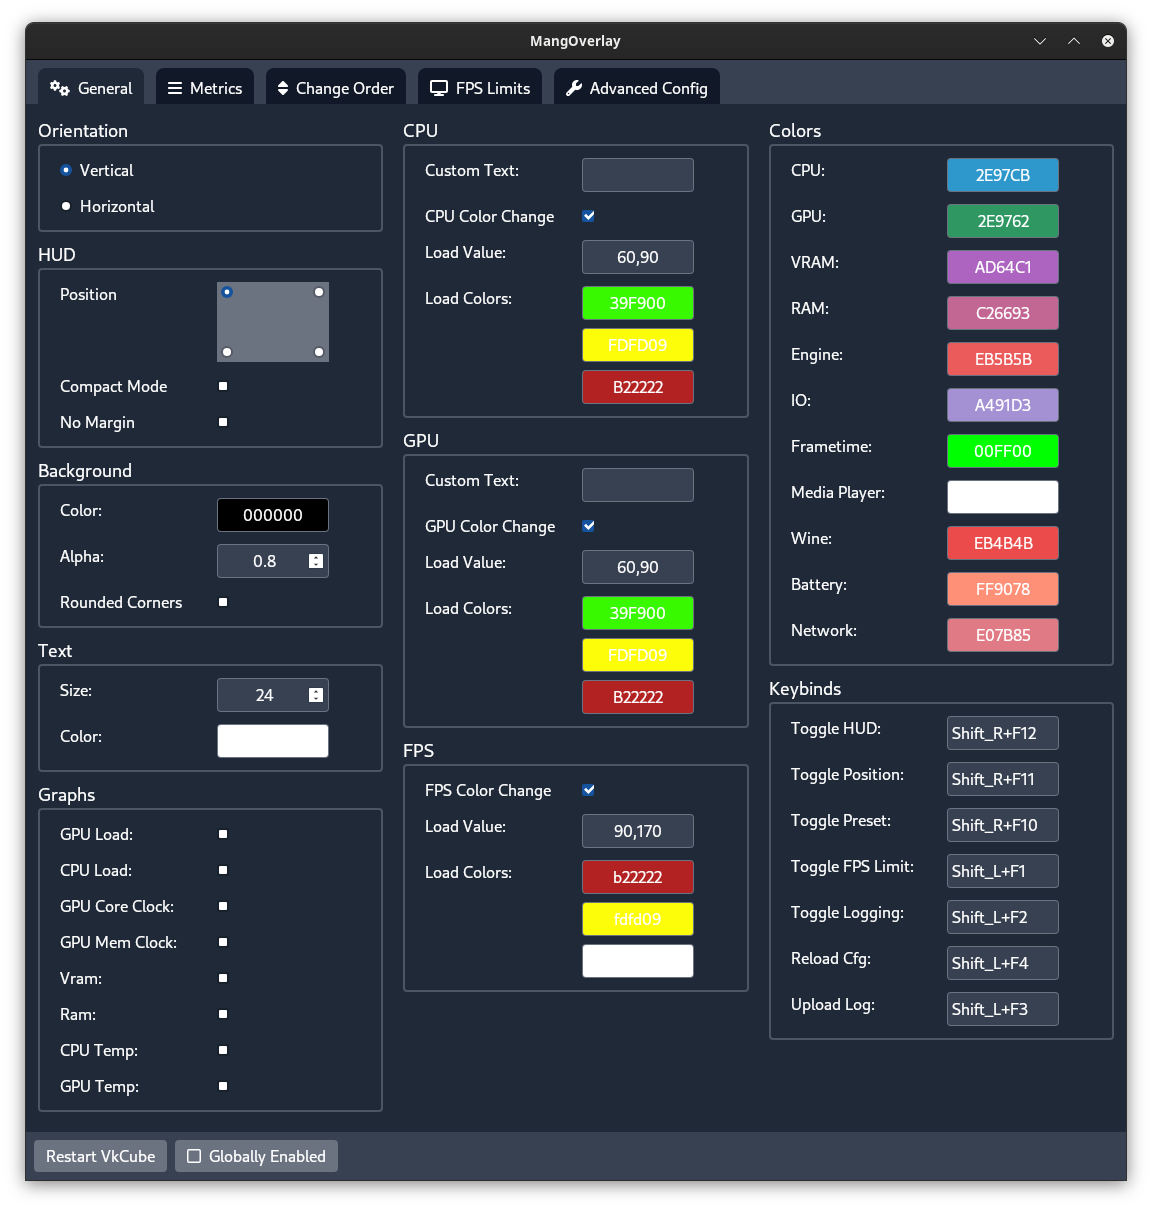 MangOverlay
General
Metrics
Change Order
FPS Limits
Advanced Config
Orientation
Vertical
Horizontal
HUD
Position
Compact Mode
No Margin
Background
Color:
000000
Alpha:
0.8
Rounded Corners
Text
Size:
24
Color:
Graphs
GPU Load:
CPU Load:
GPU Core Clock:
GPU Mem Clock:
Vram:
Ram:
CPU Temp:
GPU Temp:
CPU
Custom Text:
CPU Color Change
Load Value:
60,90
Load Colors:
39F900
FDFD09
B22222
GPU
Custom Text:
GPU Color Change
Load Value:
60,90
Load Colors:
39F900
FDFD09
B22222
FPS
FPS Color Change
Load Value:
90,170
Load Colors:
b22222
fdfd09
Colors
CPU:
2E97CB
GPU:
2E9762
VRAM:
AD64C1
RAM:
C26693
Engine:
EB5B5B
IO:
A491D3
Frametime:
00FF00
Media Player:
Wine:
EB4B4B
Battery:
FF9078
Network:
E07B85
Keybinds
Toggle HUD:
Shift_R+F12
Toggle Position:
Shift_R+F11
Toggle Preset:
Shift_R+F10
Toggle FPS Limit:
Shift_L+F1
Toggle Logging:
Shift_L+F2
Reload Cfg:
Shift_L+F4
Upload Log:
Shift_L+F3
Restart VkCube
Globally Enabled